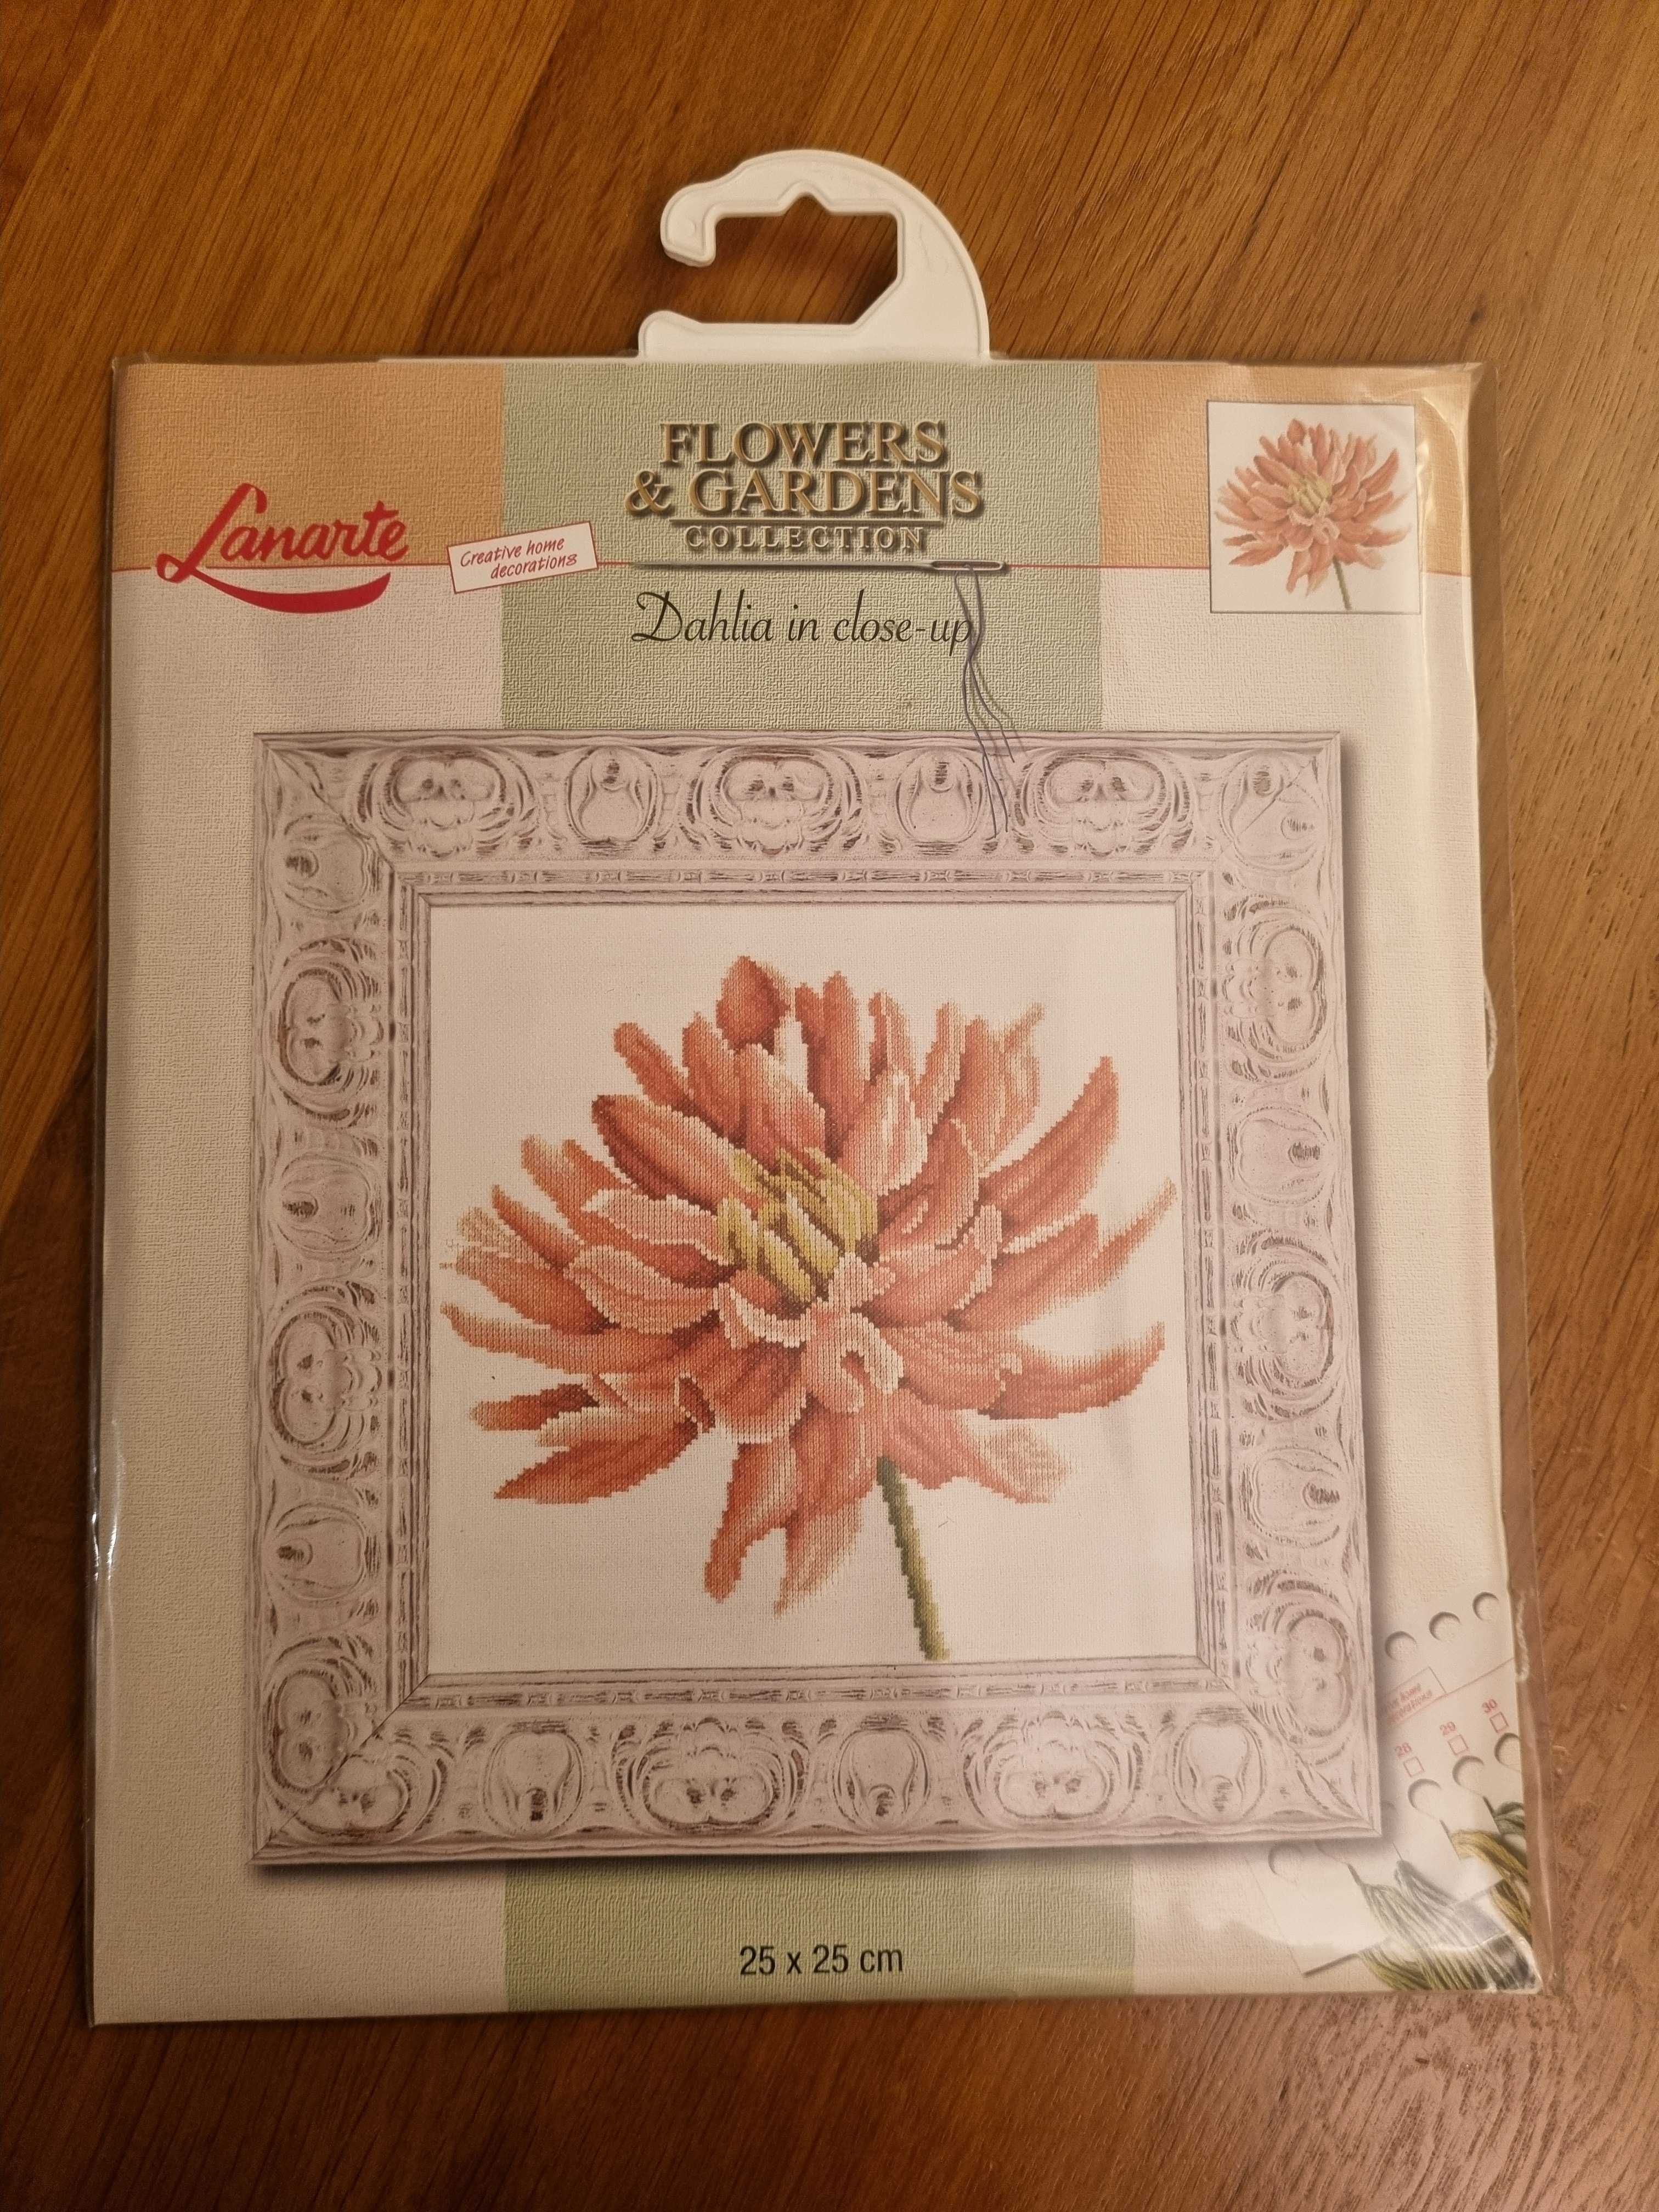 Lanarte
Creative home
decorations
FLOWERS
& GARDENS
COLLECTION
Dahlia in close-up
28
29
30
25 x 25 cm